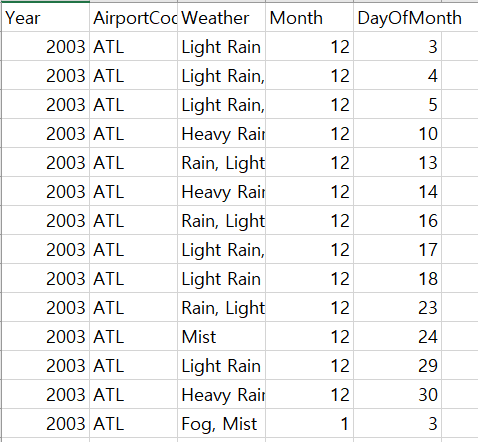 Year AirportCoc Weather Month DayOfMonth
2003 ATL Light Rain 12 3
2003 ATL Light Rain, 12 4
2003 ATL Light Rain, 12 5
2003 ATL Heavy Rair 12 10
2003 ATL Rain, Light 12 13
2003 ATL Heavy Rair 12 14
2003 ATL Rain, Light 12 16
2003 ATL Light Rain, 12 17
2003 ATL Light Rain 12 18
2003 ATL Rain, Light 12 23
2003 ATL Mist 12 24
2003 ATL Light Rain 12 29
2003 ATL Heavy Rair 12 30
2003 ATL Fog, Mist 1 3